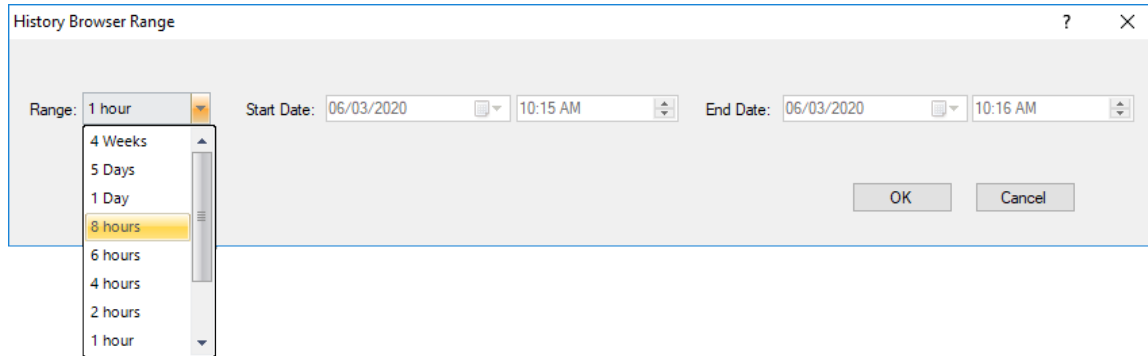 History Browser Range ?
Range: 1 hour Start Date: 06/03/2020 10:15 AM End Date: 06/03/2020 10:16 AM
4 Weeks
5 Days
1 Day
OK Cancel
8 hours
6 hours
4 hours
2 hours
1 hour